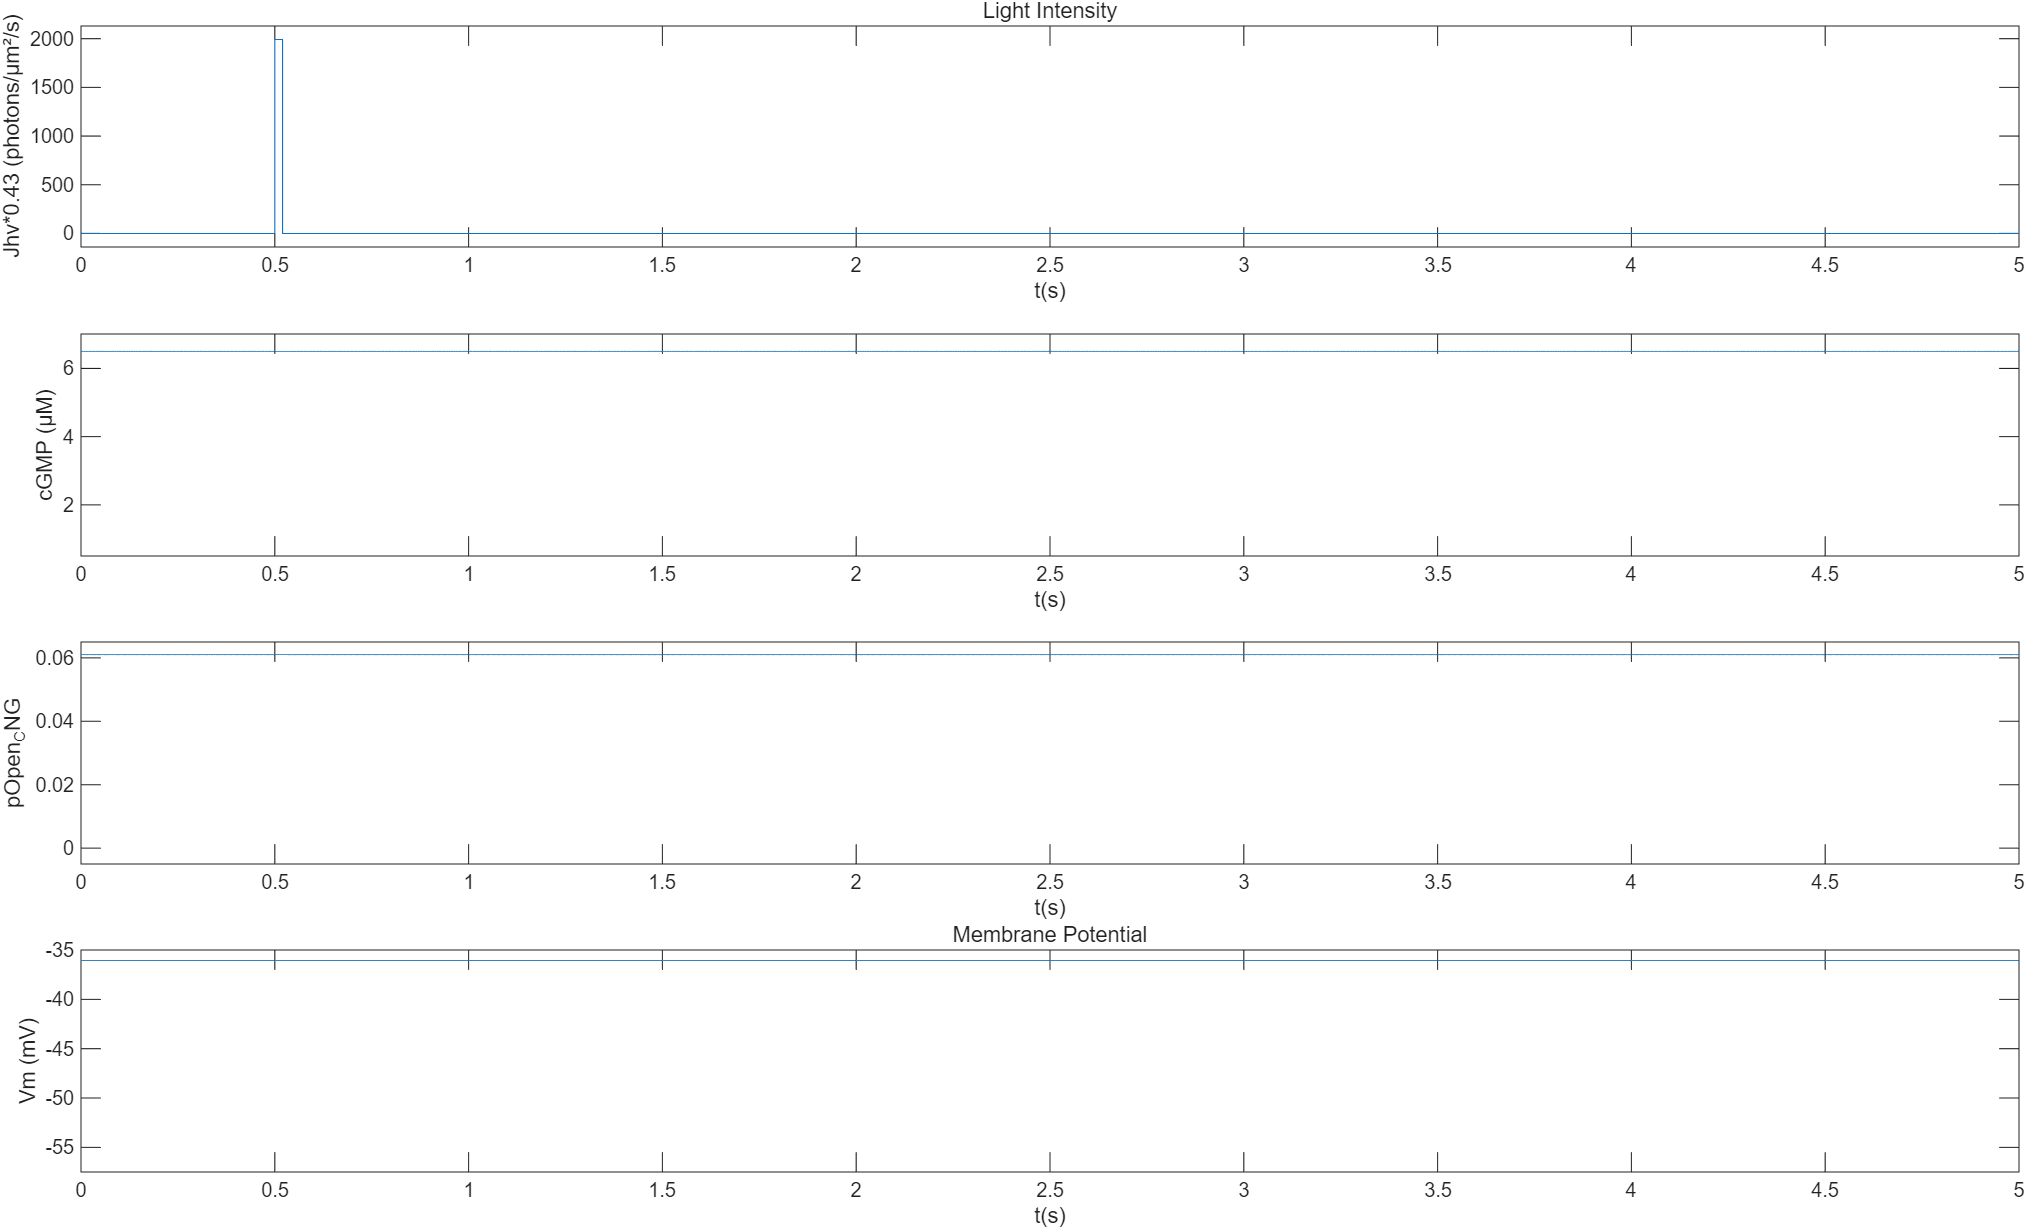 Light Intensity
Jhv*0.43 (photons/μm²/s)
2000
1500
1000
500
0
0 0.5 1 1.5 2 2.5 3 3.5 4 4.5 5
t(s)
cGMP (μM)
6
4
2
0 0.5 1 1.5 2 2.5 3 3.5 4 4.5 5
t(s)
pOpen_CNG
0.06
0.04
0.02
0
0 0.5 1 1.5 2 2.5 3 3.5 4 4.5 5
t(s)
Membrane Potential
Vm (mV)
-35
-40
-45
-50
-55
0 0.5 1 1.5 2 2.5 3 3.5 4 4.5 5
t(s)